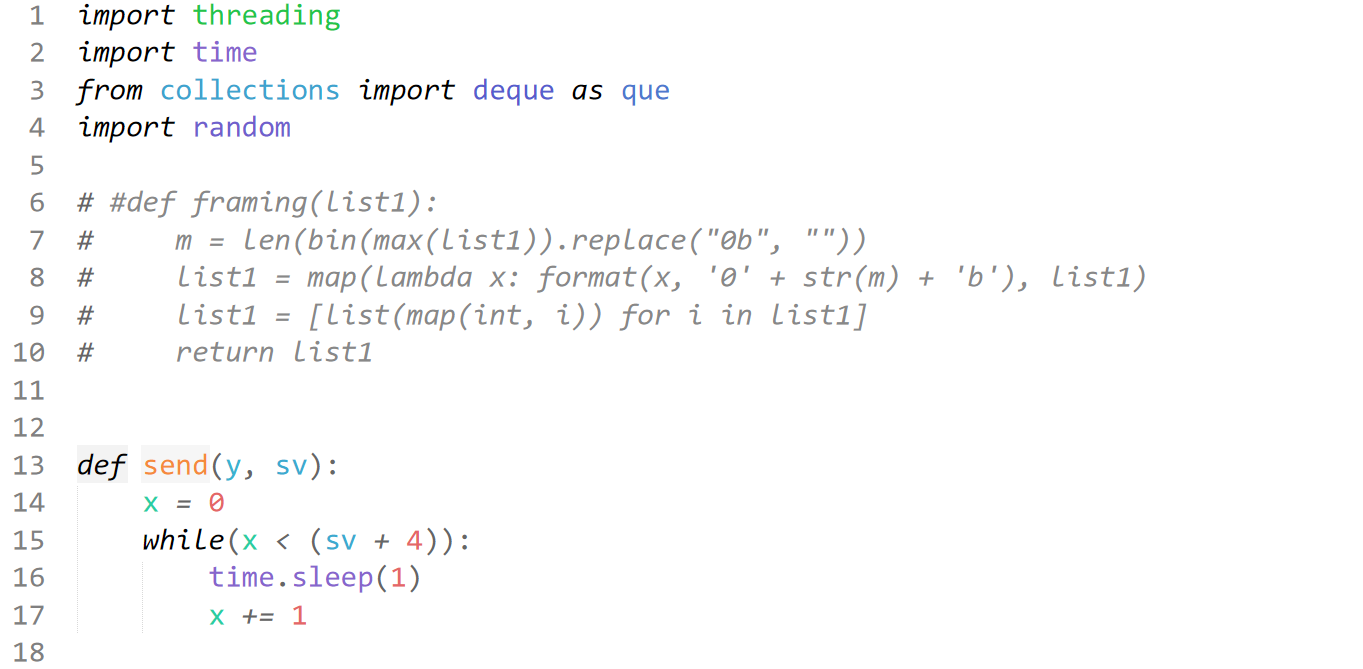 1 import threading
2 import time
3 from collections import deque as que
4 import random
5
6 # #def framing(list1):
7 #     m = len(bin(max(list1)).replace("0b", ""))
8 #     list1 = map(lambda x: format(x, '0' + str(m) + 'b'), list1)
9 #     list1 = [list(map(int, i)) for i in list1]
10 #     return list1
11
12
13 def send(y, sv):
14     x = 0
15     while(x < (sv + 4)):
16         time.sleep(1)
17         x += 1
18